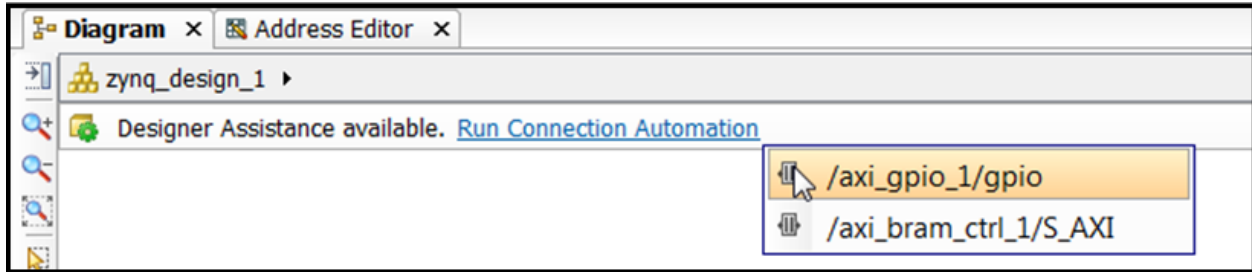 Diagram × Address Editor ×
zynq_design_1
Designer Assistance available. Run Connection Automation
/axi_gpio_1/gpio
/axi_bram_ctrl_1/S_AXI